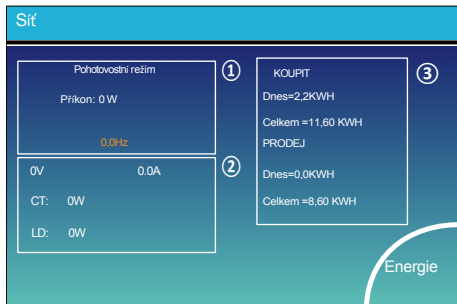 Síť
Pohotovostní režim
Příkon: 0 W
0,0Hz
①
0V 0.0A
CT: 0W
LD: 0W
②
KOUPIT
Dnes=2,2KWH
Celkem =11,60 KWH
PRODEJ
Dnes=0,0KWH
Celkem =8,60 KWH
③
Energie